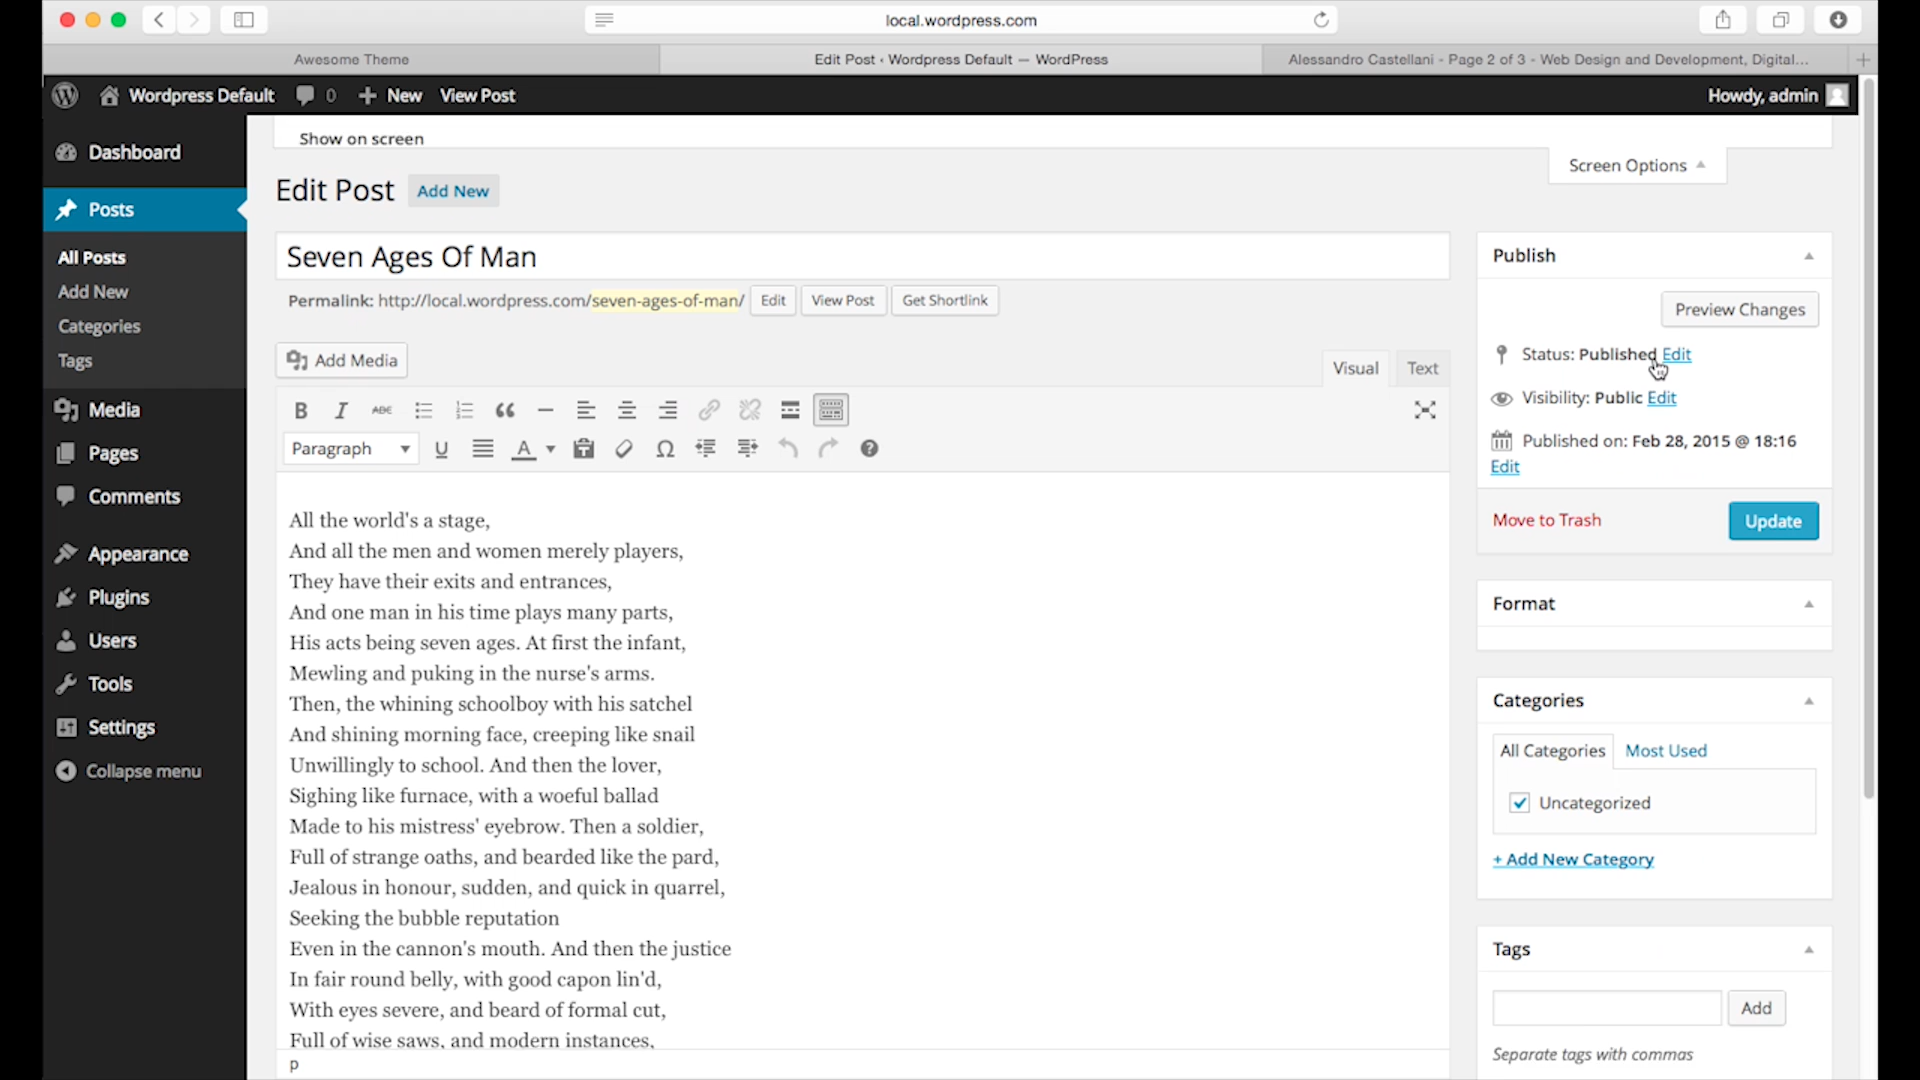 local.wordpress.com
Awesome Theme
Edit Post ‹ Wordpress Default — WordPress
Alessandro Castellani - Page 2 of 3 - Web Design and Development, Digital...
Wordpress Default
0
New
View Post
Howdy, admin
Show on screen
Screen Options
Dashboard
Posts
All Posts
Add New
Categories
Tags
Media
Pages
Comments
Appearance
Plugins
Users
Tools
Settings
Collapse menu
Edit Post
Add New
Seven Ages Of Man
Permalink: http://local.wordpress.com/seven-ages-of-man/ Edit View Post Get Shortlink
Add Media
Visual
Text
B I ABC
Paragraph
U
A
Ω
All the world's a stage,
And all the men and women merely players,
They have their exits and entrances,
And one man in his time plays many parts,
His acts being seven ages. At first the infant,
Mewling and puking in the nurse's arms.
Then, the whining schoolboy with his satchel
And shining morning face, creeping like snail
Unwillingly to school. And then the lover,
Sighing like furnace, with a woeful ballad
Made to his mistress' eyebrow. Then a soldier,
Full of strange oaths, and bearded like the pard,
Jealous in honour, sudden, and quick in quarrel,
Seeking the bubble reputation
Even in the cannon's mouth. And then the justice
In fair round belly, with good capon lin'd,
With eyes severe, and beard of formal cut,
Full of wise saws, and modern instances,
p
Publish
Preview Changes
Status: Published Edit
Visibility: Public Edit
Published on: Feb 28, 2015 @ 18:16
Edit
Move to Trash
Update
Format
Categories
All Categories
Most Used
Uncategorized
+ Add New Category
Tags
Add
Separate tags with commas